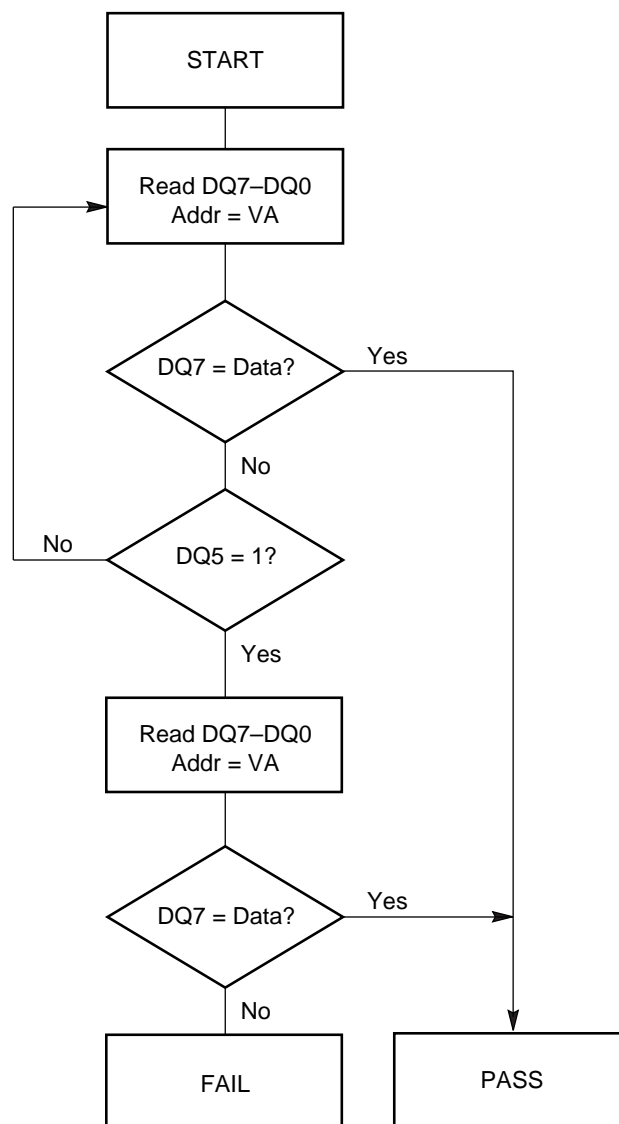 START
Read DQ7–DQ0
Addr = VA
DQ7 = Data?
Yes
No
No
DQ5 = 1?
Yes
Read DQ7–DQ0
Addr = VA
DQ7 = Data?
Yes
No
FAIL
PASS